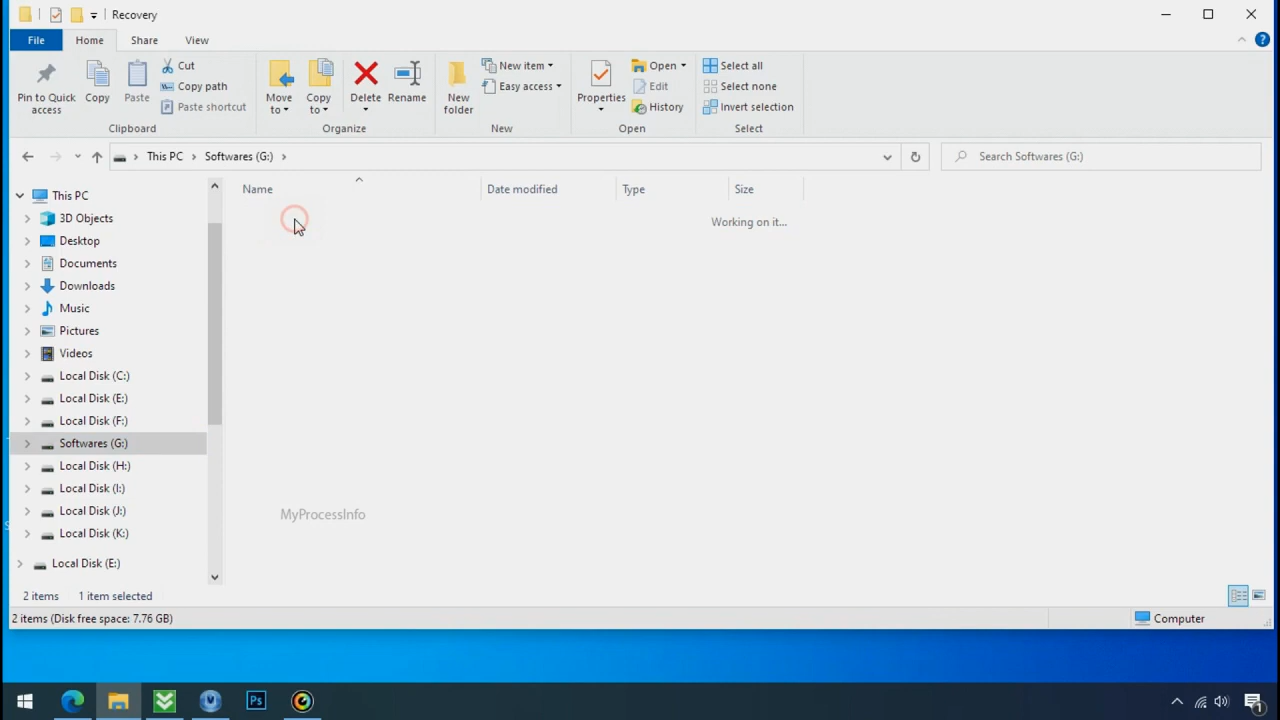 Recovery
File Home Share View
Pin to Quick access
Copy
Paste
Cut
Copy path
Paste shortcut
Clipboard
Move to
Copy to
Delete
Rename
Organize
New folder
New item
Easy access
New
Properties
Open
Edit
History
Open
Select all
Select none
Invert selection
Select
This PC > Softwares (G:) >
Search Softwares (G:)
Name Date modified Type Size
Working on it...
This PC
3D Objects
Desktop
Documents
Downloads
Music
Pictures
Videos
Local Disk (C:)
Local Disk (E:)
Local Disk (F:)
Softwares (G:)
Local Disk (H:)
Local Disk (I:)
Local Disk (J:)
Local Disk (K:)
Local Disk (E:)
MyProcessInfo
2 items 1 item selected
2 items (Disk free space: 7.76 GB)
Computer
Ps
1